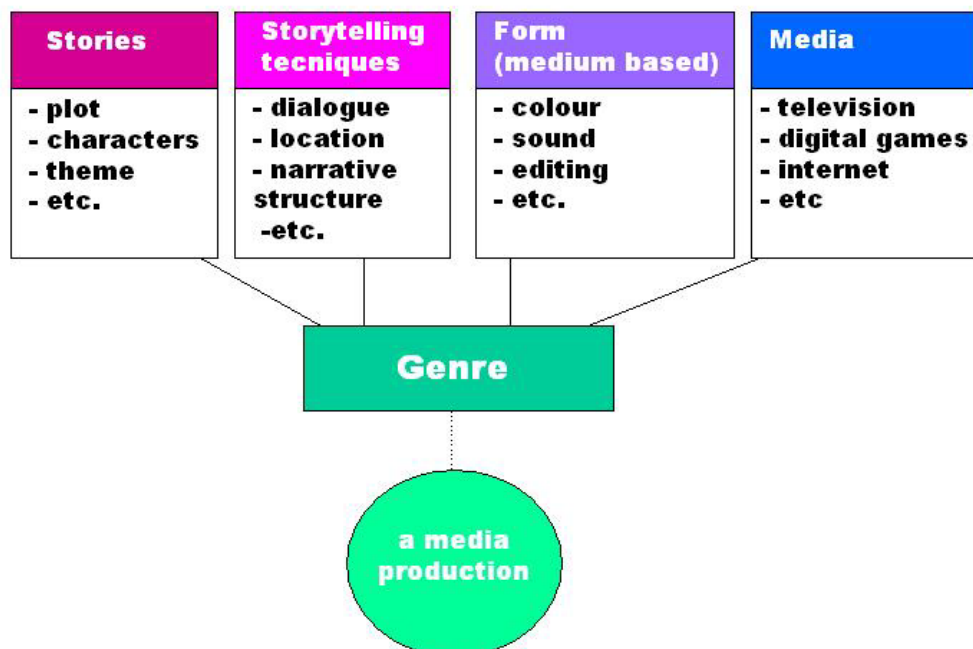 Stories
- plot
- characters
- theme
- etc.
Storytelling
tecniques
- dialogue
- location
- narrative
structure
-etc.
Form
(medium based)
- colour
- sound
- editing
- etc.
Media
- television
- digital games
- internet
- etc
Genre
a media
production